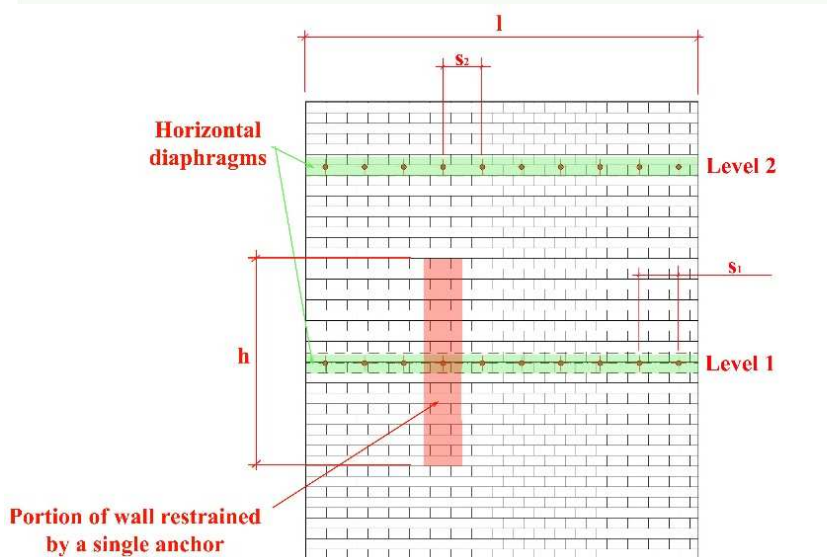 l
s₂
Horizontal
diaphragms
Level 2
s₁
h
Level 1
Portion of wall restrained
by a single anchor